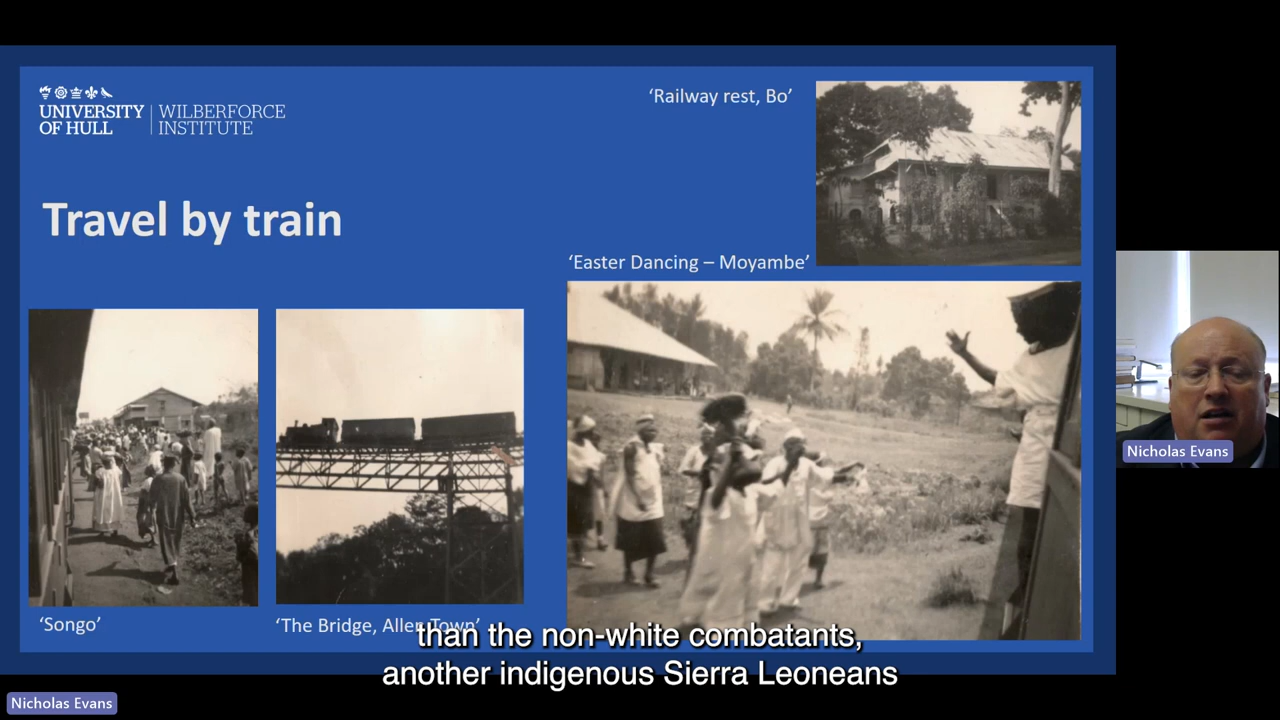 UNIVERSITY OF HULL
WILBERFORCE INSTITUTE
‘Railway rest, Bo’
Travel by train
‘Easter Dancing – Moyambe’
‘Songo’
‘The Bridge, Allen Town’
than the non-white combatants,
another indigenous Sierra Leoneans
Nicholas Evans
Nicholas Evans